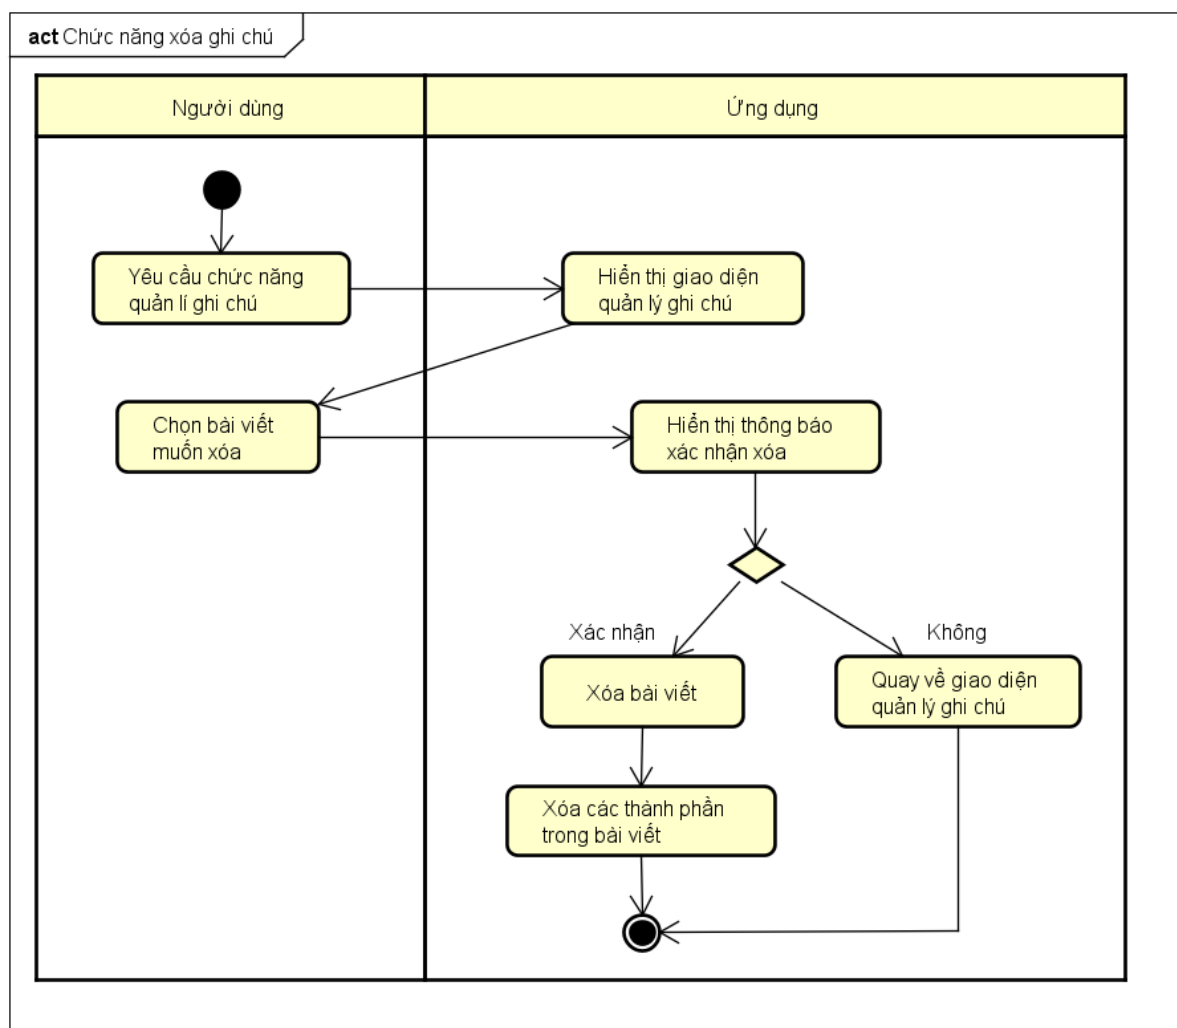 act Chức năng xóa ghi chú
Người dùng
Ứng dụng
Yêu cầu chức năng
quản lí ghi chú
Hiển thị giao diện
quản lý ghi chú
Chọn bài viết
muốn xóa
Hiển thị thông báo
xác nhận xóa
Xác nhận
Không
Xóa bài viết
Quay về giao diện
quản lý ghi chú
Xóa các thành phần
trong bài viết